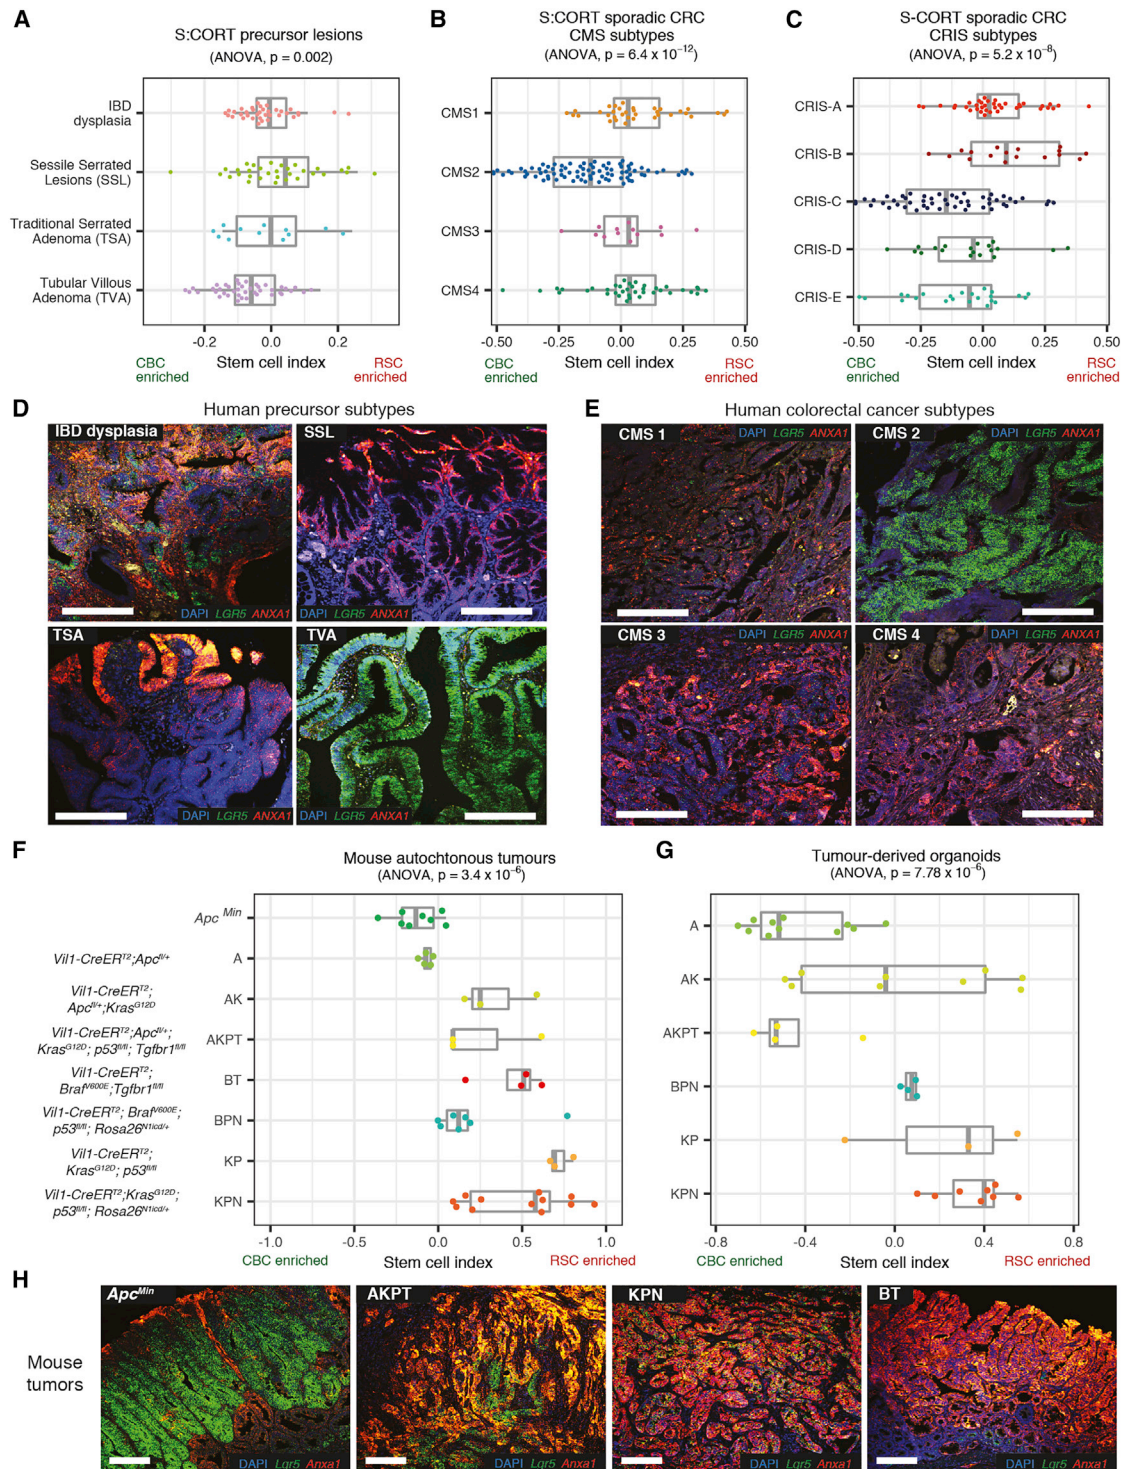 A
S:CORT precursor lesions
(ANOVA, p = 0.002)
IBD
dysplasia
Sessile Serrated
Lesions (SSL)
Traditional Serrated
Adenoma (TSA)
Tubular Villous
Adenoma (TVA)
-0.2
0.0
0.2
CBC
enriched
Stem cell index
RSC
enriched
B
S:CORT sporadic CRC
CMS subtypes
(ANOVA, p = 6.4 x 10⁻¹²)
CMS1
CMS2
CMS3
CMS4
-0.50
-0.25
0.00
0.25
0.50
CBC
enriched
Stem cell index
RSC
enriched
C
S-CORT sporadic CRC
CRIS subtypes
(ANOVA, p = 5.2 x 10⁻⁸)
CRIS-A
CRIS-B
CRIS-C
CRIS-D
CRIS-E
-0.50
-0.25
0.00
0.25
0.50
CBC
enriched
Stem cell index
RSC
enriched
D
Human precursor subtypes
IBD dysplasia
DAPI LGR5 ANXA1
SSL
DAPI LGR5 ANXA1
TSA
DAPI LGR5 ANXA1
TVA
DAPI LGR5 ANXA1
E
Human colorectal cancer subtypes
CMS 1
DAPI LGR5 ANXA1
CMS 2
DAPI LGR5 ANXA1
CMS 3
DAPI LGR5 ANXA1
CMS 4
DAPI LGR5 ANXA1
F
Mouse autochtonous tumours
(ANOVA, p = 3.4 x 10⁻⁶)
Apc Min
Vil1-CreERT2;Apcfl/+
A
Vil1-CreERT2;
Apcfl/+;KrasG12D
AK
Vil1-CreERT2;Apcfl/+;
KrasG12D; p53fl/fl; Tgfbr1fl/fl
AKPT
Vil1-CreERT2;
BrafV600E;Tgfbr1fl/fl
BT
Vil1-CreERT2; BrafV600E;
p53fl/fl; Rosa26N1icd/+
BPN
Vil1-CreERT2;
KrasG12D; p53fl/fl
KP
Vil1-CreERT2;KrasG12D;
p53fl/fl; Rosa26N1icd/+
KPN
-1.0
-0.5
0.0
0.5
1.0
CBC enriched
Stem cell index
RSC enriched
G
Tumour-derived organoids
(ANOVA, p = 7.78 x 10⁻⁶)
A
AK
AKPT
BPN
KP
KPN
-0.8
-0.4
0.0
0.4
0.8
CBC enriched
Stem cell index
RSC enriched
H
Mouse
tumors
ApcMin
DAPI Lgr5 Anxa1
AKPT
DAPI Lgr5 Anxa1
KPN
DAPI Lgr5 Anxa1
BT
DAPI Lgr5 Anxa1